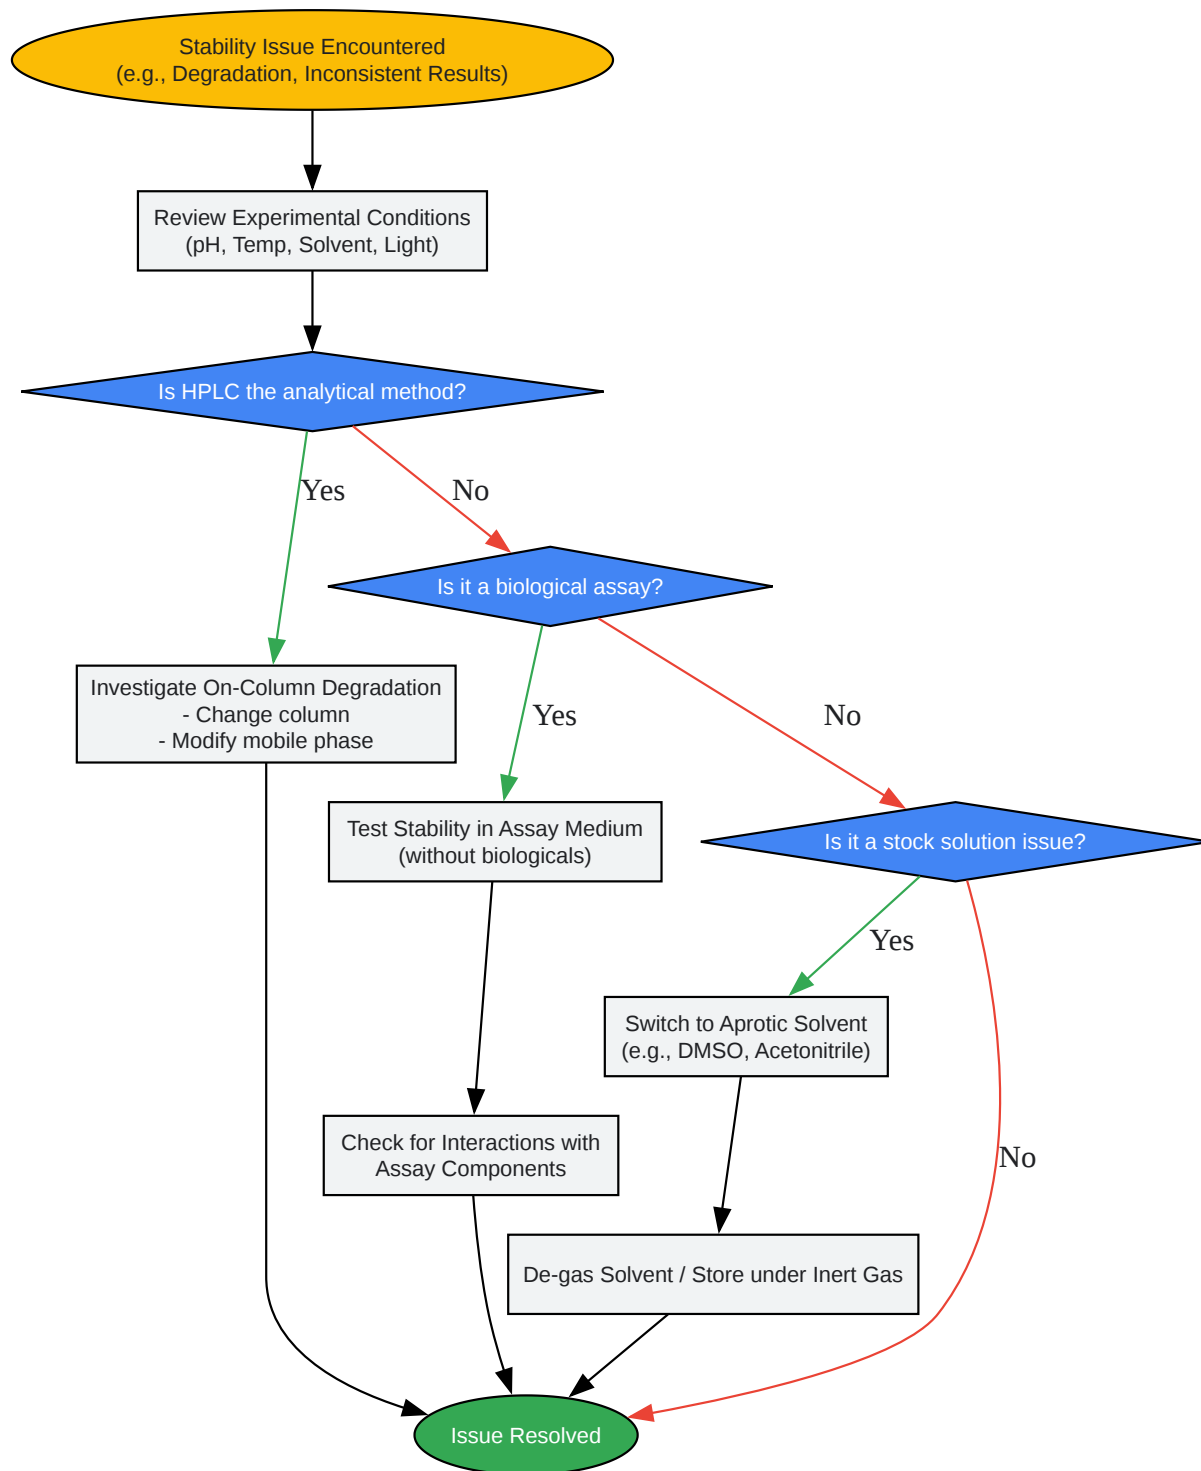 Stability Issue Encountered
(e.g., Degradation, Inconsistent Results)
Review Experimental Conditions
(pH, Temp, Solvent, Light)
Is HPLC the analytical method?
Yes
No
Is it a biological assay?
Investigate On-Column Degradation
- Change column
- Modify mobile phase
Yes
No
Test Stability in Assay Medium
(without biologicals)
Is it a stock solution issue?
Yes
Switch to Aprotic Solvent
(e.g., DMSO, Acetonitrile)
Check for Interactions with
Assay Components
No
De-gas Solvent / Store under Inert Gas
Issue Resolved